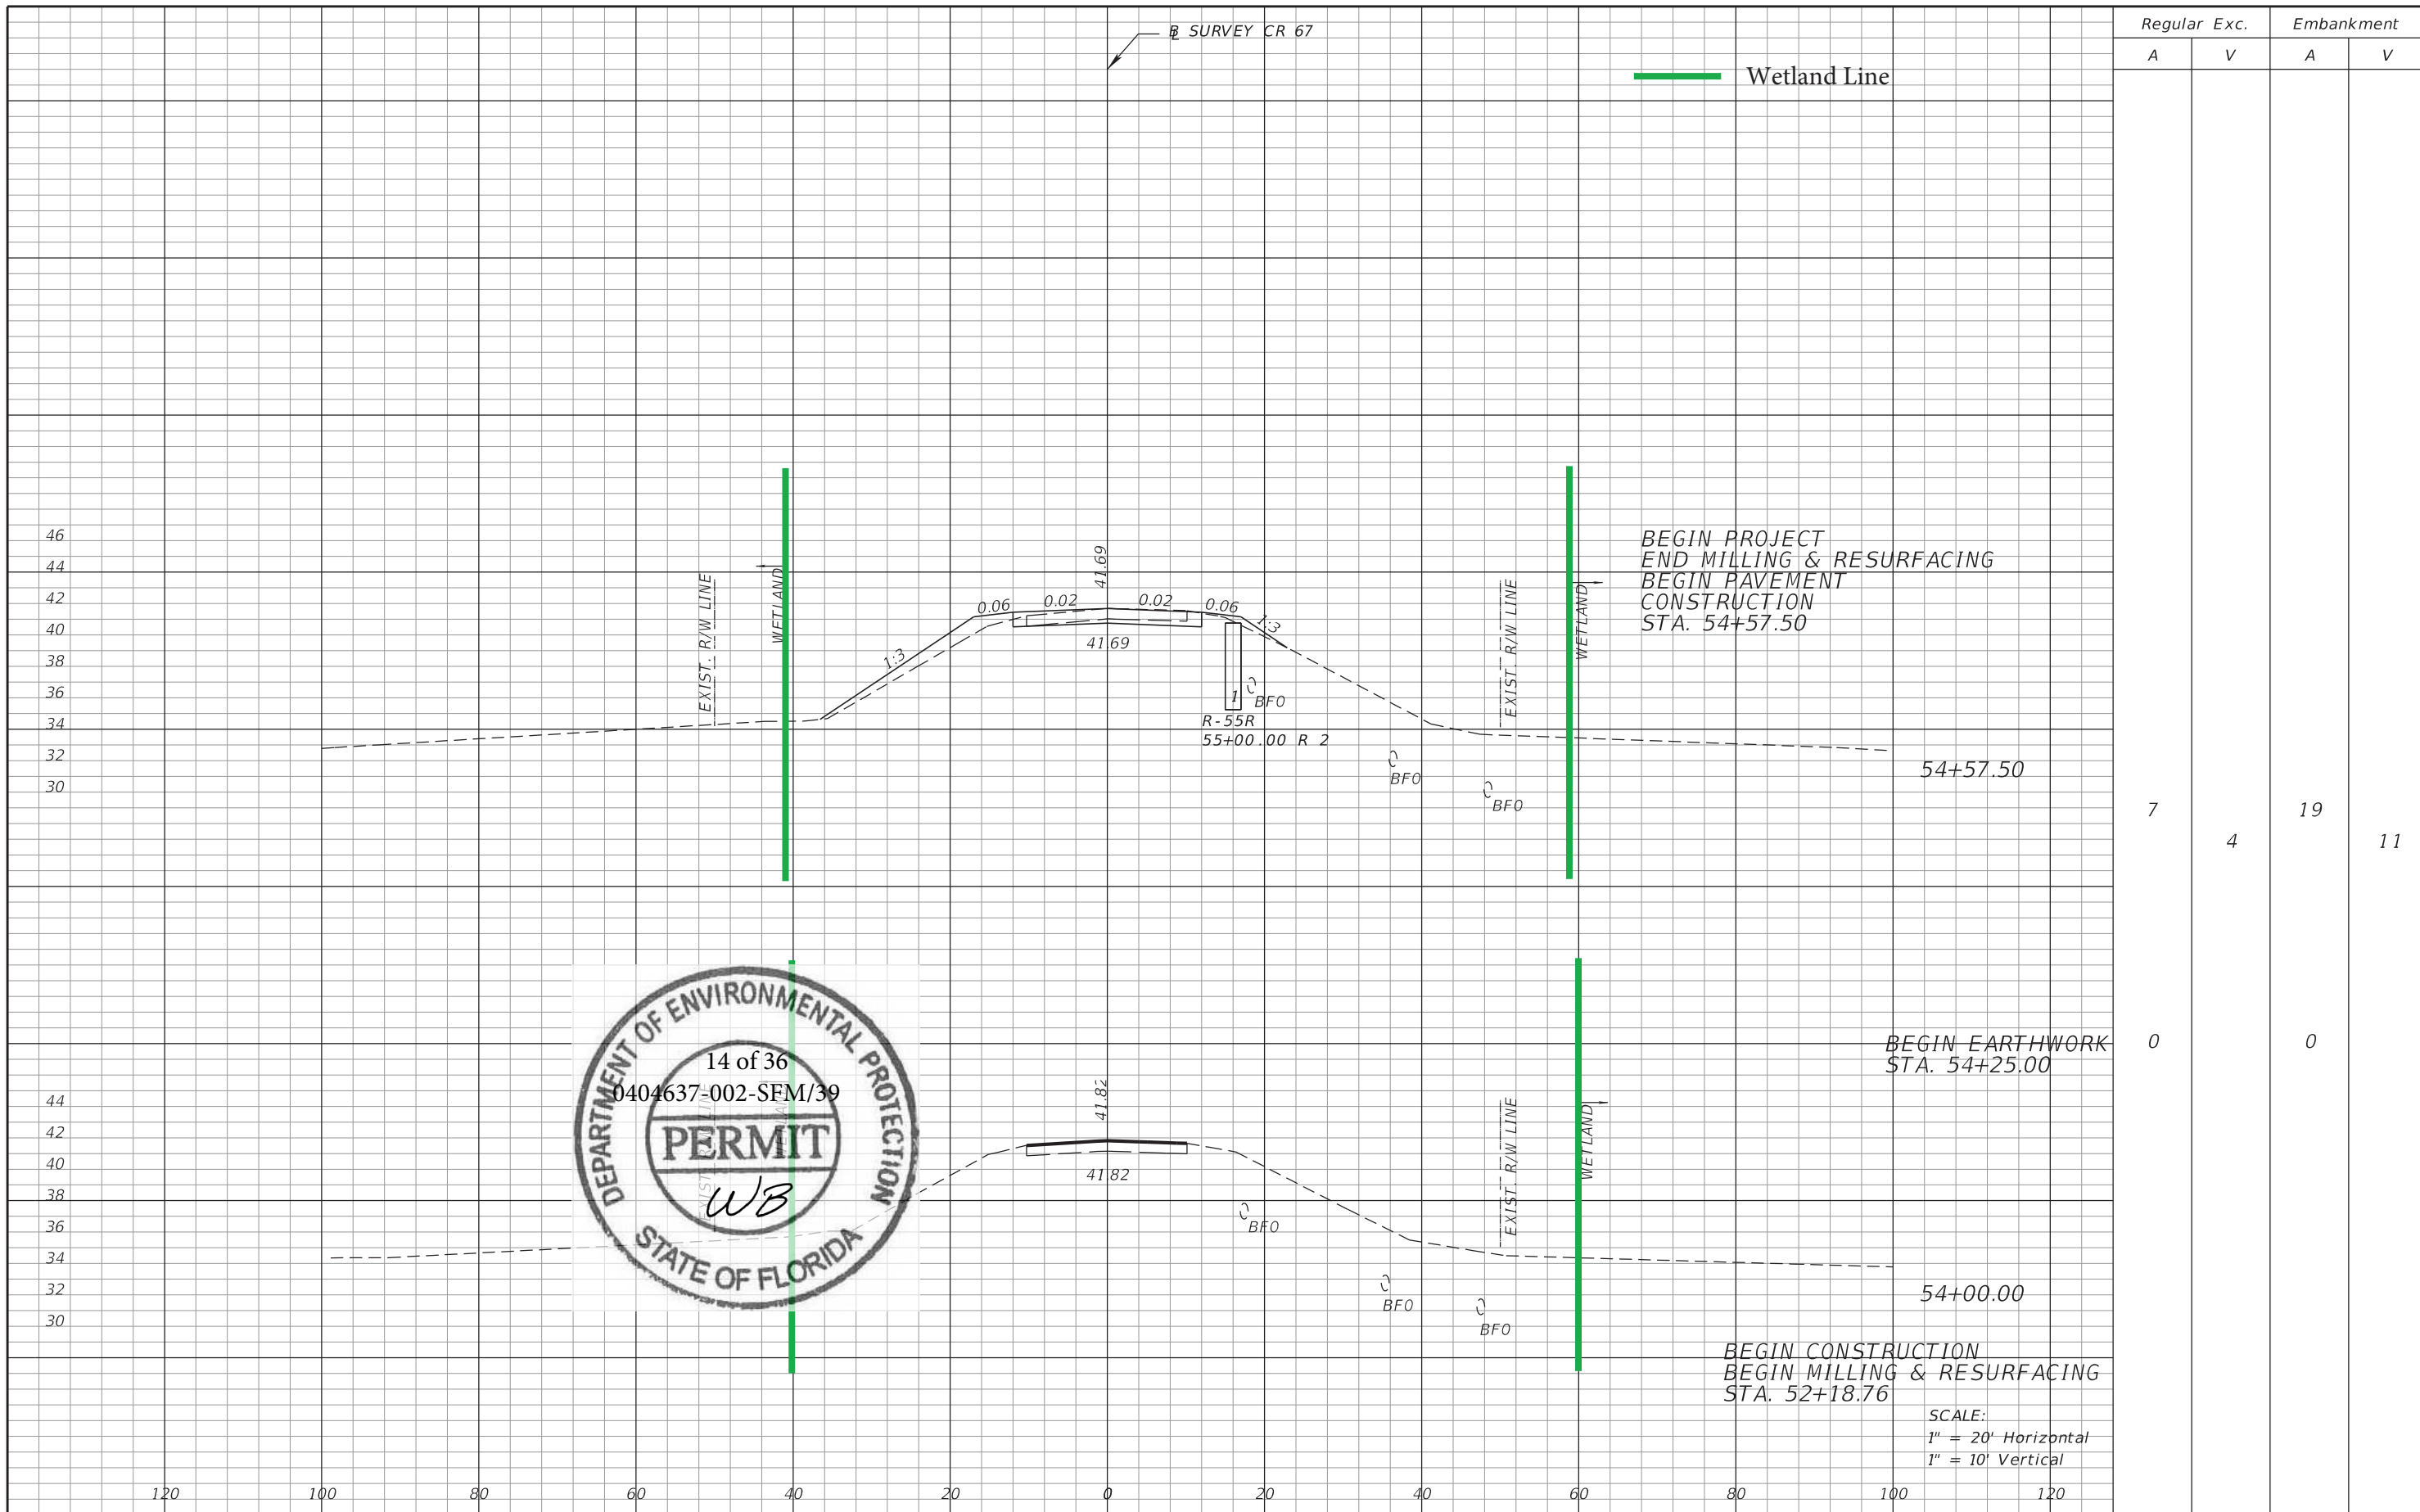 ℄ SURVEY CR 67
Wetland Line
Regular Exc. Embankment
A V A V
46
44
42
40
38
36
34
32
30
EXIST. R/W LINE
WETLAND
1:3
0.06
0.02
41.69
0.02
0.06
1:3
41.69
1
BFO
R-55R
55+00.00 R 2
BFO
BFO
EXIST. R/W LINE
WETLAND
BEGIN PROJECT
END MILLING & RESURFACING
BEGIN PAVEMENT
CONSTRUCTION
STA. 54+57.50
54+57.50
7 19
4 11
BEGIN EARTHWORK
STA. 54+25.00
0 0
DEPARTMENT OF ENVIRONMENTAL PROTECTION
14 of 36
0404637-002-SFM/39
PERMIT
WB
STATE OF FLORIDA
EXIST. R/W LINE
WETLAND
44
42
40
38
36
34
32
30
41.82
41.82
BFO
BFO
BFO
EXIST. R/W LINE
WETLAND
54+00.00
BEGIN CONSTRUCTION
BEGIN MILLING & RESURFACING
STA. 52+18.76
SCALE:
1" = 20' Horizontal
1" = 10' Vertical
120 100 80 60 40 20 0 20 40 60 80 100 120